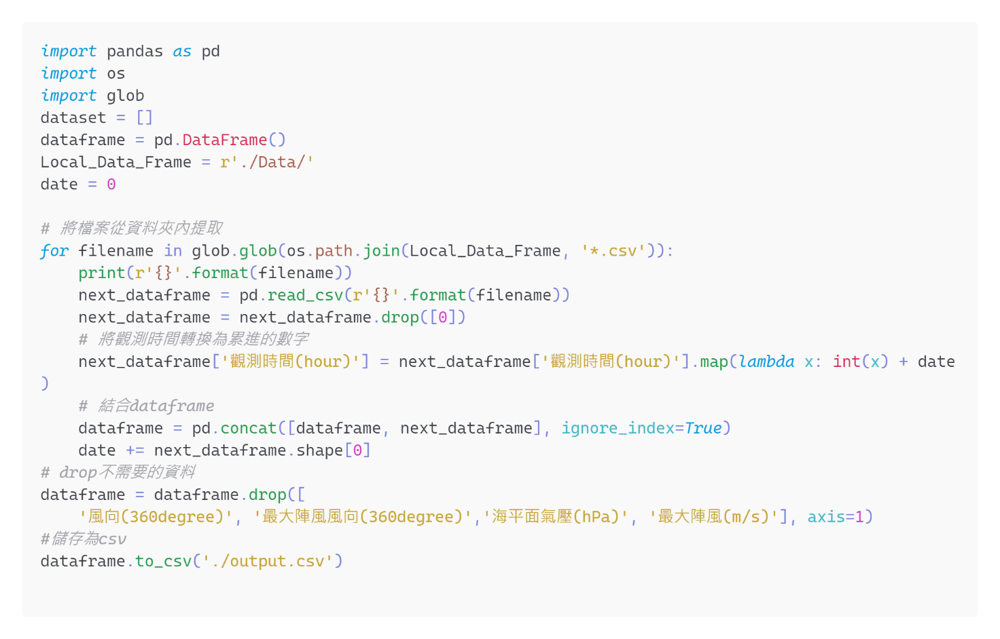 import pandas as pd
import os
import glob
dataset = []
dataframe = pd.DataFrame()
Local_Data_Frame = r'./Data/'
date = 0

# 將檔案從資料夾內提取
for filename in glob.glob(os.path.join(Local_Data_Frame, '*.csv')):
    print(r'{}'.format(filename))
    next_dataframe = pd.read_csv(r'{}'.format(filename))
    next_dataframe = next_dataframe.drop([0])
    # 將觀測時間轉換為累進的數字
    next_dataframe['觀測時間(hour)'] = next_dataframe['觀測時間(hour)'].map(lambda x: int(x) + date
)
    # 結合dataframe
    dataframe = pd.concat([dataframe, next_dataframe], ignore_index=True)
    date += next_dataframe.shape[0]
# drop不需要的資料
dataframe = dataframe.drop([
    '風向(360degree)', '最大陣風風向(360degree)','海平面氣壓(hPa)', '最大陣風(m/s)'], axis=1)
#儲存為csv
dataframe.to_csv('./output.csv')